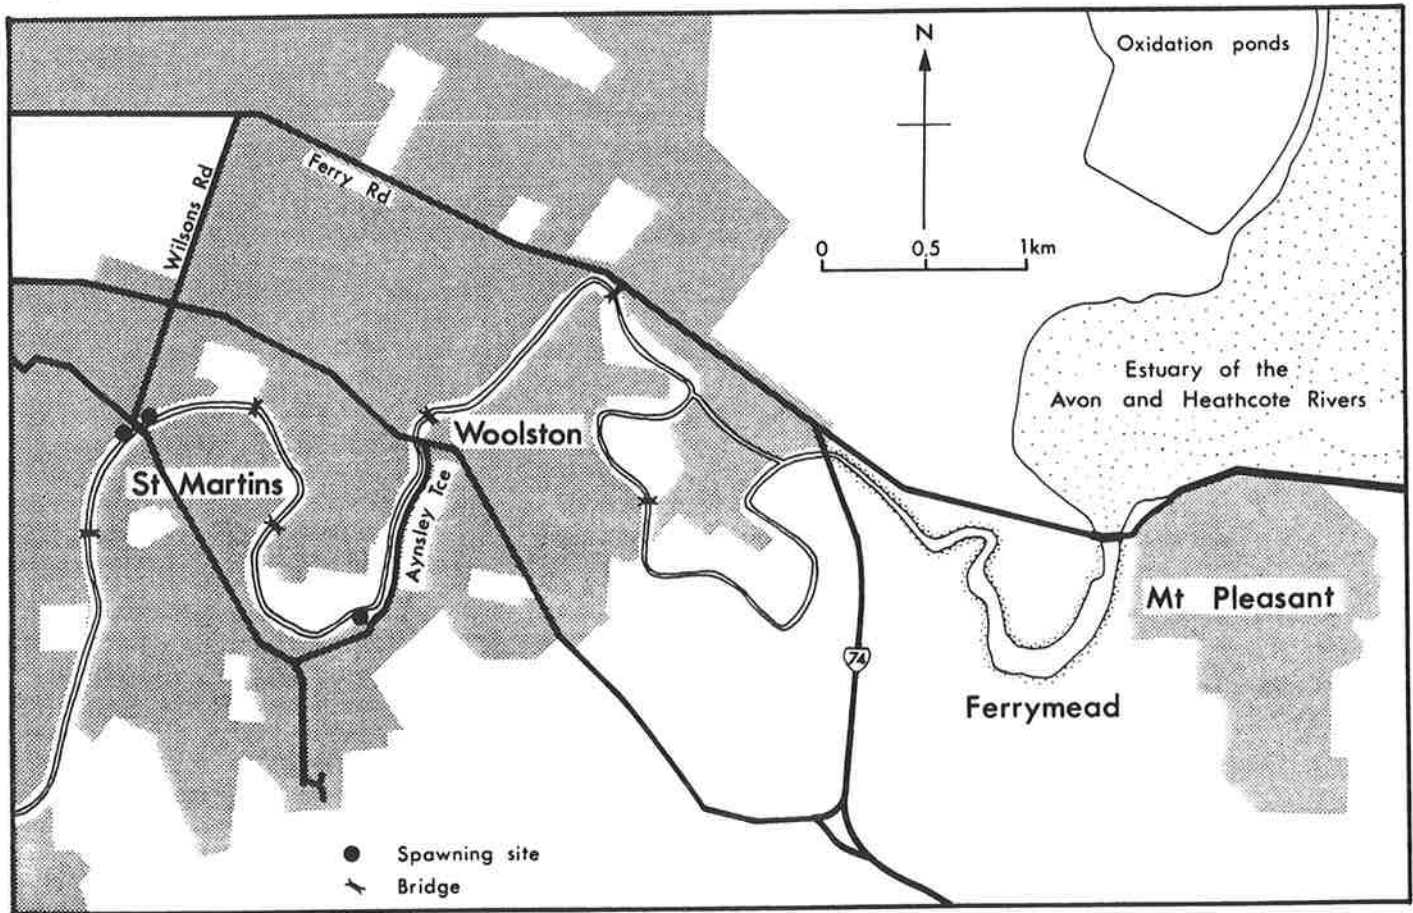 N
Oxidation ponds
Ferry Rd
Wilsons Rd
0 0,5 1km
Estuary of the
Avon and Heathcote Rivers
Woolston
St Martins
Aynsley Tce
Mt Pleasant
74
Ferrymead
Spawning site
Bridge